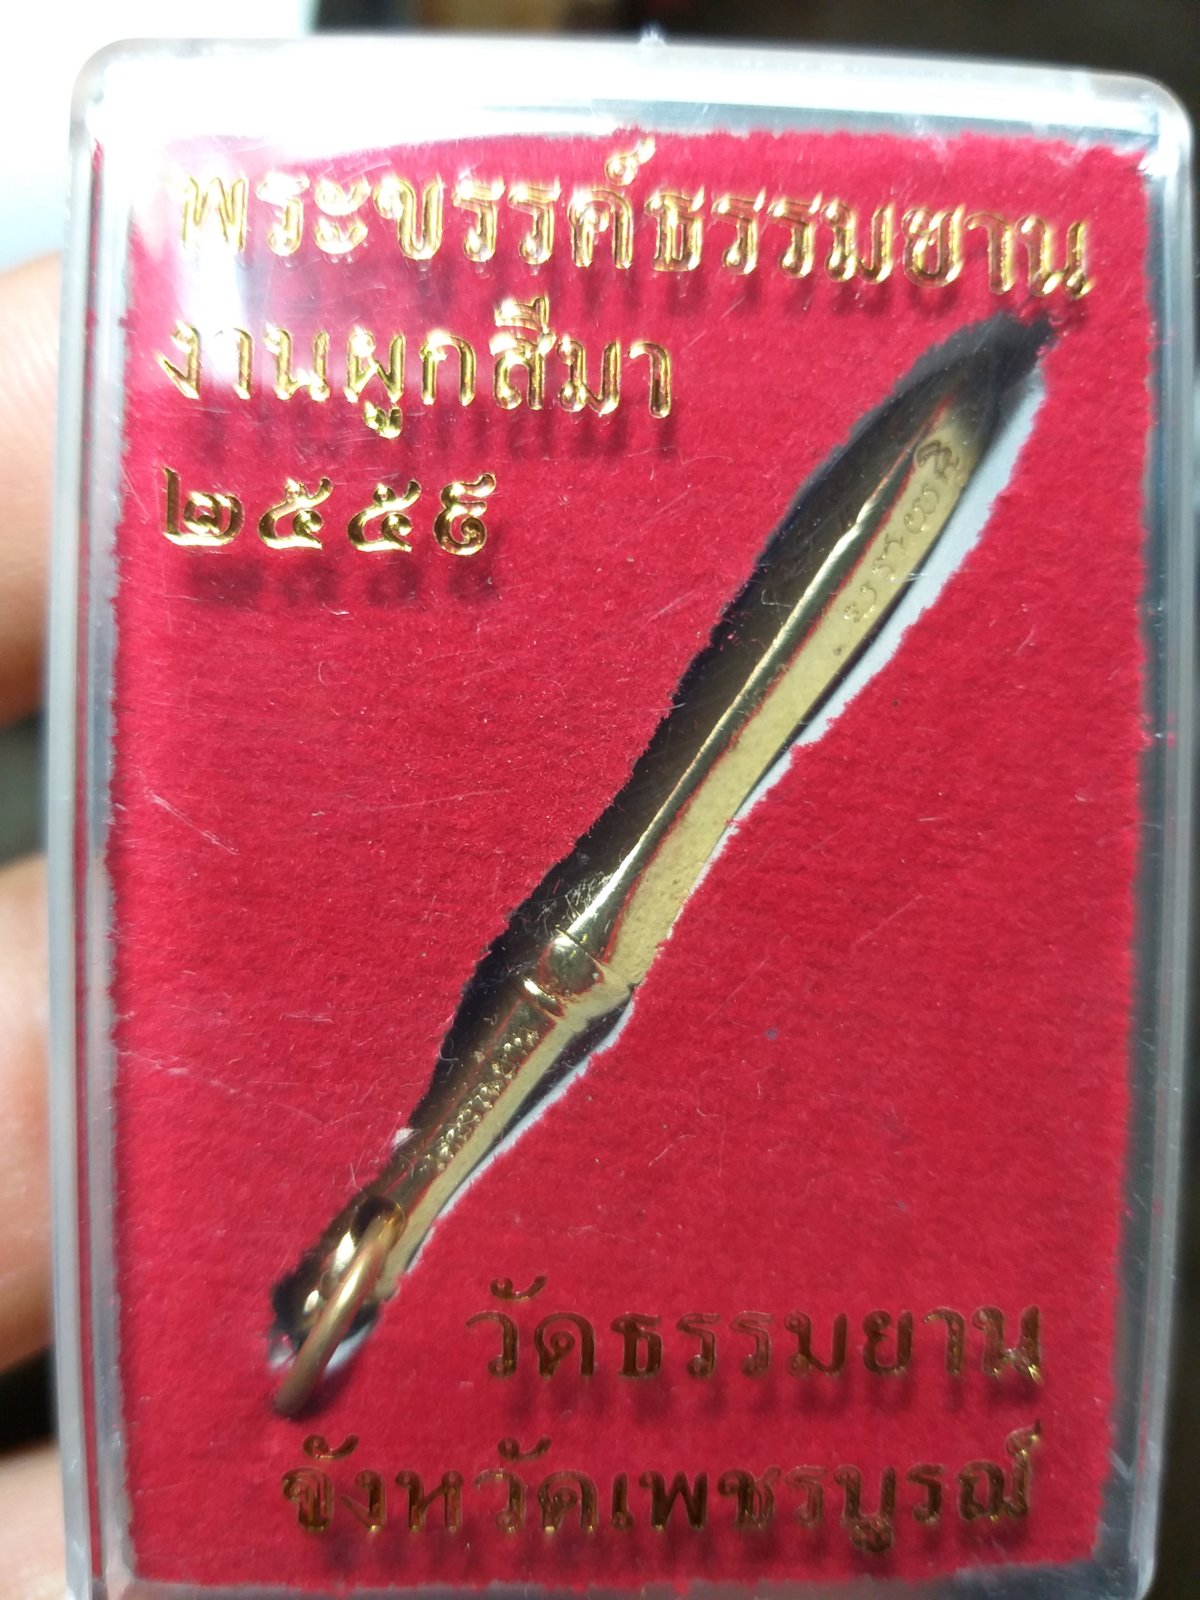 พระขรรค์ธรรมยาน
งานผูกสีมา
๒๕๕๙
วัดธรรมยาน
จังหวัดเพชรบูรณ์